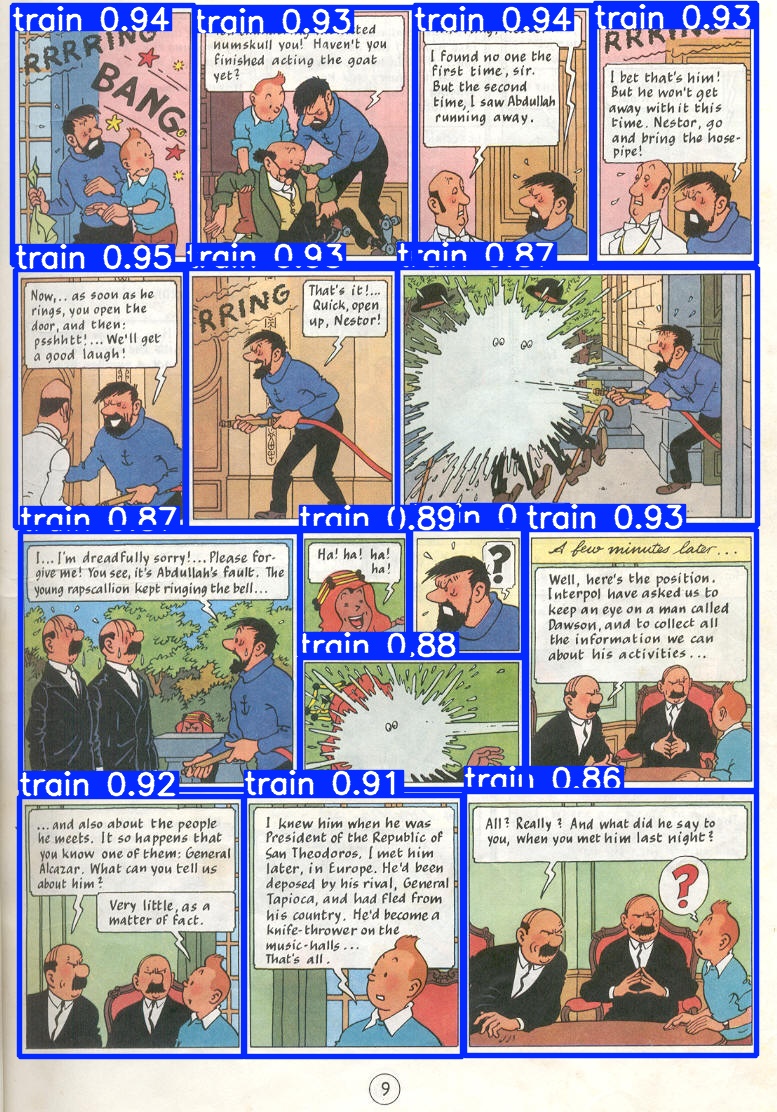 train 0.94
train 0.93
train 0.94
train 0.93
RRRRING
BANG
numskull you! Haven't you
finished acting the goat
yet?
I found no one the
first time, sir.
But the second
time, I saw Abdullah
running away.
RRRRING
I bet that's him!
But he won't get
away with it this
time. Nestor, go
and bring the hose-
pipe!
train 0.95
train 0.93
train 0.87
Now,.. as soon as he
rings, you open the
door, and then:
psshhtt!... We'll get
a good laugh!
RRING
That's it!...
Quick, open
up, Nestor!
train 0.87
train 0.89
train 0.93
I... I'm dreadfully sorry!... Please for-
give me! You see, it's Abdullah's fault. The
young rapscallion kept ringing the bell...
Ha! ha! ha!
ha!
?
A few minutes later...
Well, here's the position.
Interpol have asked us to
keep an eye on a man called
Dawson, and to collect all
the information we can
about his activities...
train 0.88
train 0.92
train 0.91
train 0.86
...and also about the people
he meets. It so happens that
you know one of them: General
Alcazar. What can you tell us
about him?
Very little, as a
matter of fact.
I knew him when he was
President of the Republic of
San Theodoros. I met him
later, in Europe. He'd been
deposed by his rival, General
Tapioca, and had fled from
his country. He'd become a
knife-thrower on the
music-halls...
That's all.
All? Really? And what did he say to
you, when you met him last night?
?
9